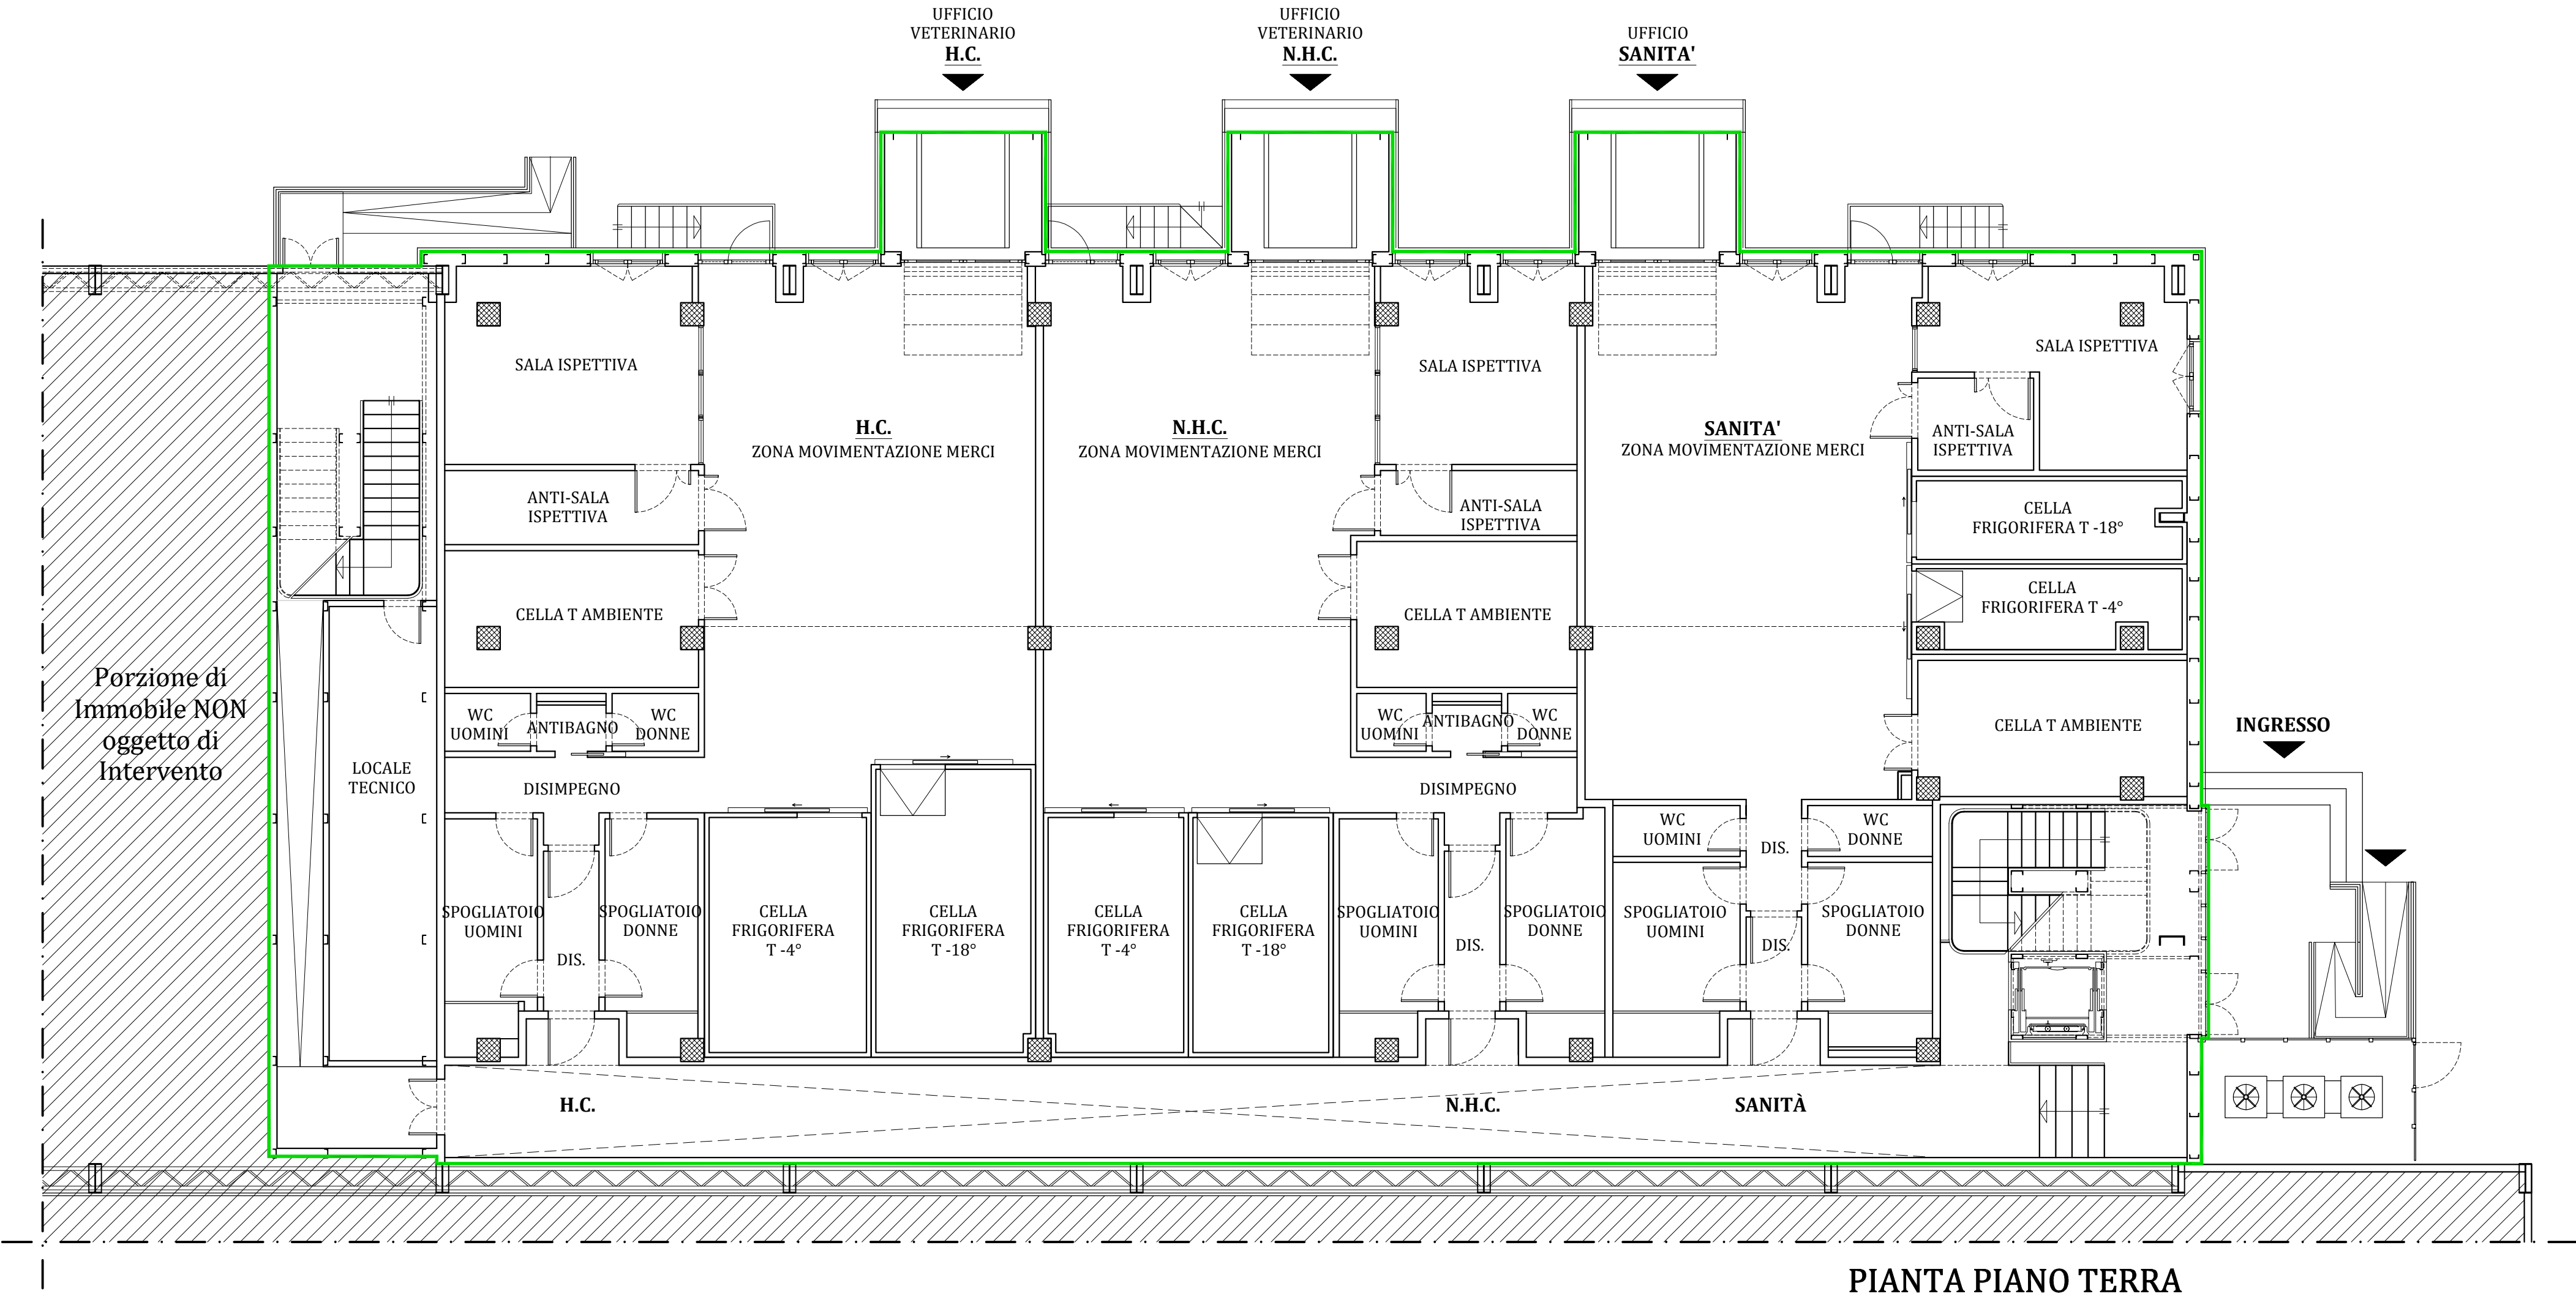 UFFICIO
VETERINARIO
H.C.
UFFICIO
VETERINARIO
N.H.C.
UFFICIO
SANITA'
SALA ISPETTIVA
H.C.
ZONA MOVIMENTAZIONE MERCI
N.H.C.
ZONA MOVIMENTAZIONE MERCI
SALA ISPETTIVA
SANITA'
ZONA MOVIMENTAZIONE MERCI
SALA ISPETTIVA
ANTI-SALA
ISPETTIVA
ANTI-SALA
ISPETTIVA
ANTI-SALA
ISPETTIVA
CELLA
FRIGORIFERA T -18°
CELLA
FRIGORIFERA T -4°
CELLA T AMBIENTE
CELLA T AMBIENTE
CELLA T AMBIENTE
Porzione di
Immobile NON
oggetto di
Intervento
LOCALE
TECNICO
WC
UOMINI
ANTIBAGNO
WC
DONNE
WC
UOMINI
ANTIBAGNO
WC
DONNE
INGRESSO
DISIMPEGNO
DISIMPEGNO
WC
UOMINI
DIS.
WC
DONNE
SPOGLIATOIO
UOMINI
DIS.
SPOGLIATOIO
DONNE
CELLA
FRIGORIFERA
T -4°
CELLA
FRIGORIFERA
T -18°
CELLA
FRIGORIFERA
T -4°
CELLA
FRIGORIFERA
T -18°
SPOGLIATOIO
UOMINI
DIS.
SPOGLIATOIO
DONNE
SPOGLIATOIO
UOMINI
DIS.
SPOGLIATOIO
DONNE
H.C.
N.H.C.
SANITÀ
PIANTA PIANO TERRA